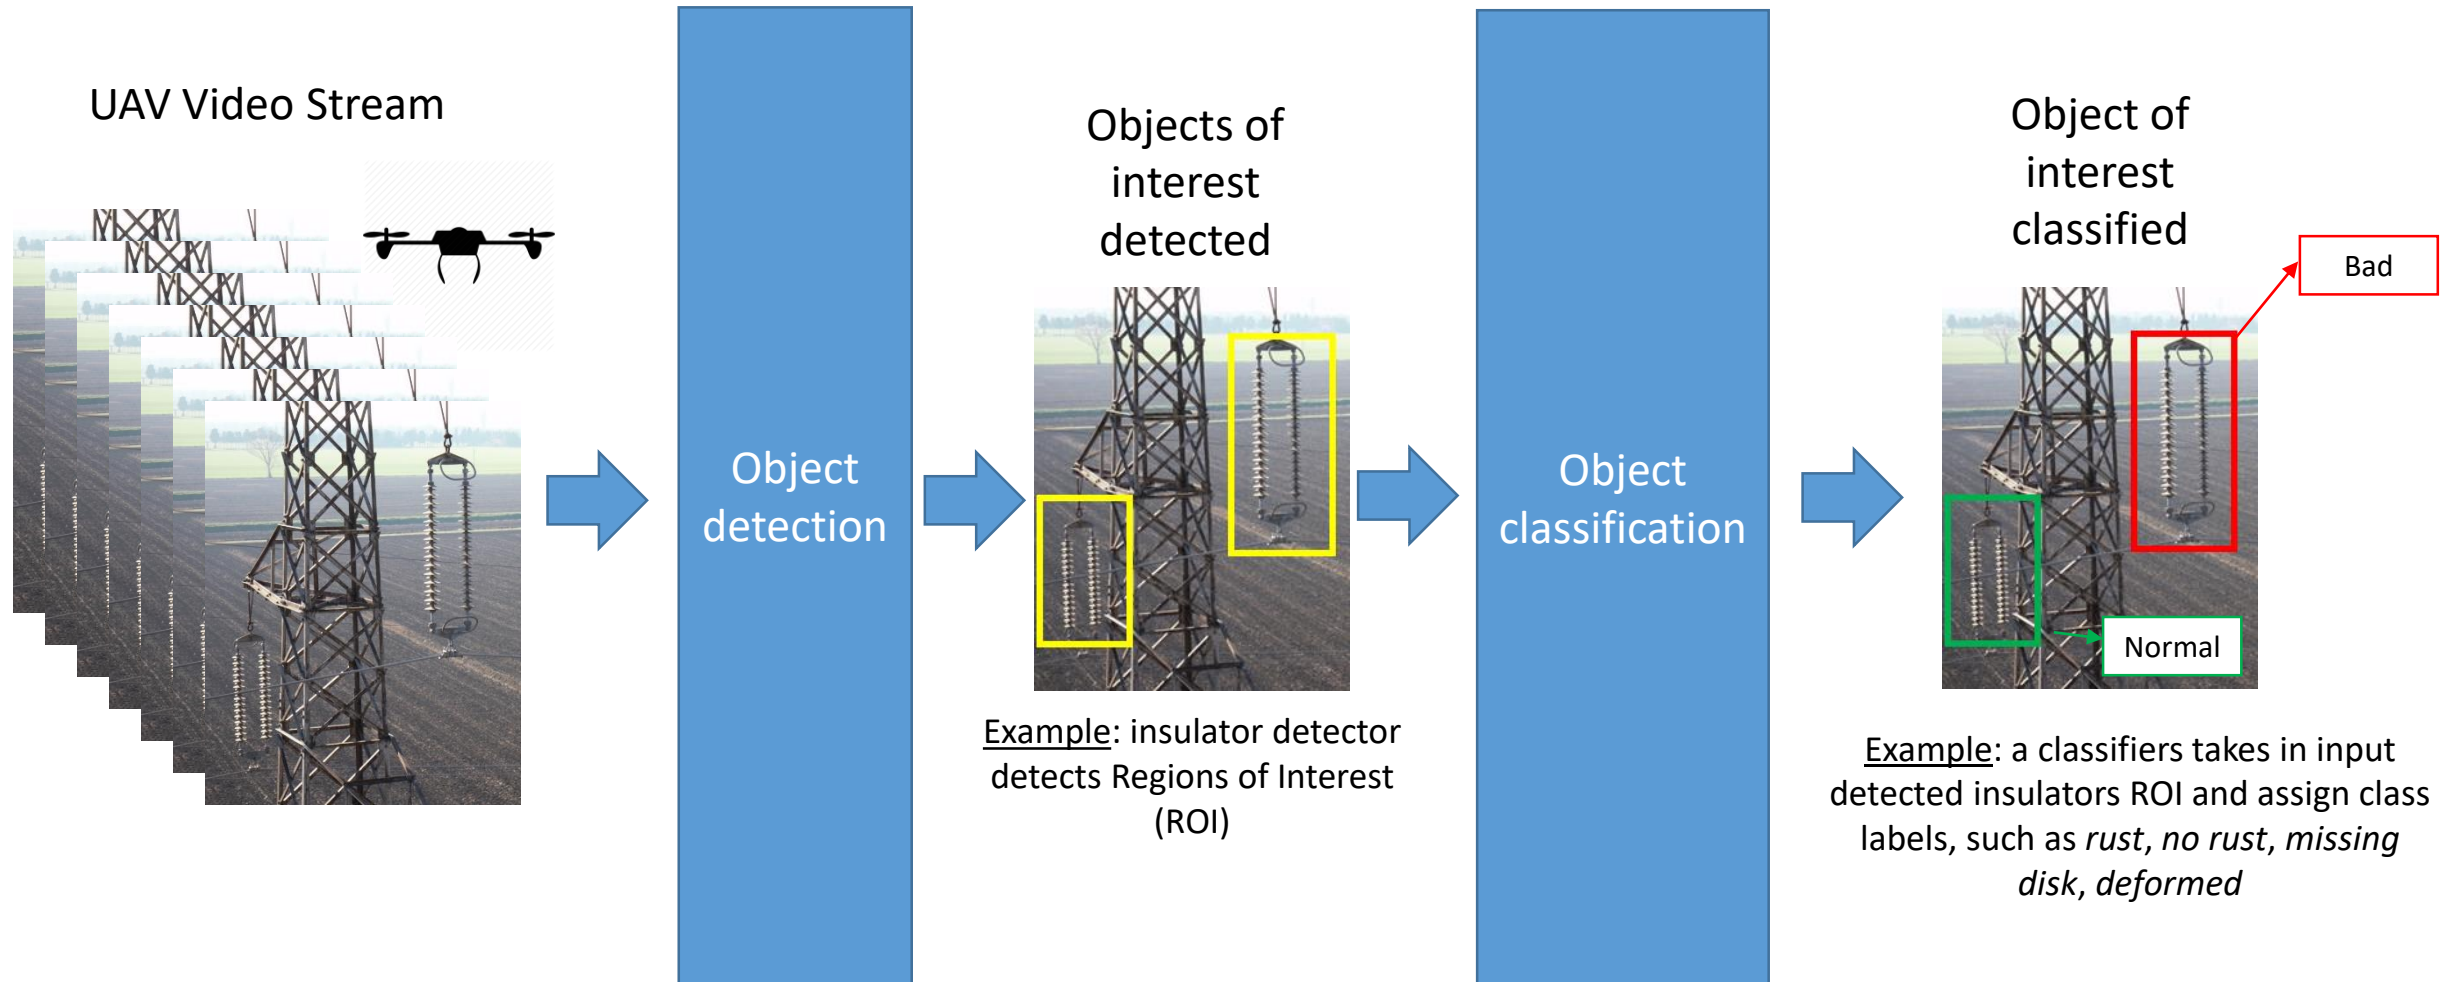 UAV Video Stream
Object
detection
Objects of
interest
detected
Example: insulator detector
detects Regions of Interest
(ROI)
Object
classification
Object of
interest
classified
Bad
Normal
Example: a classifiers takes in input
detected insulators ROI and assign class
labels, such as rust, no rust, missing
disk, deformed